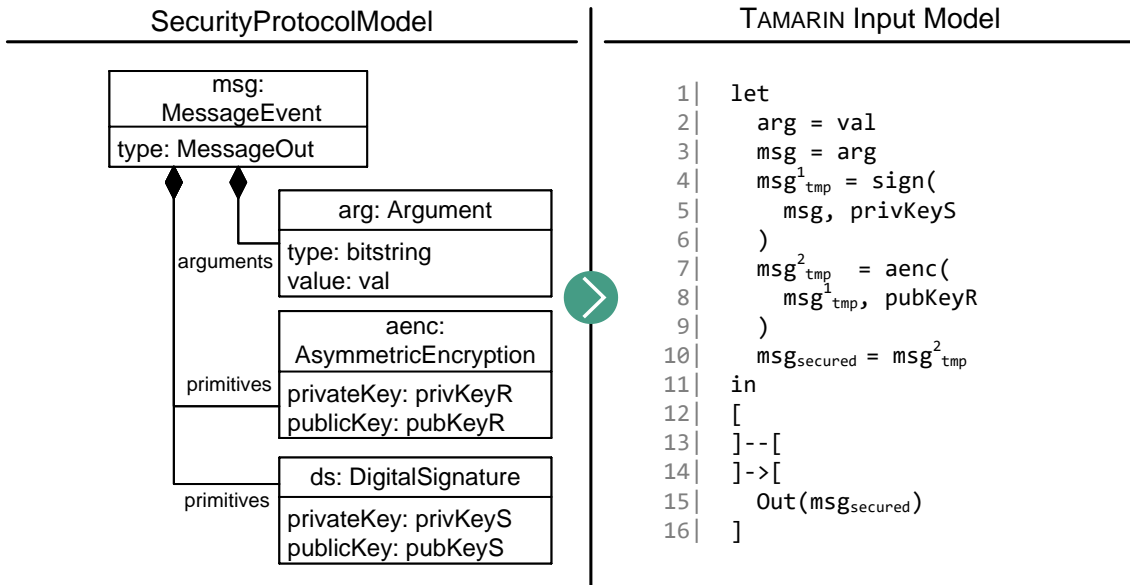 SecurityProtocolModel
msg:
MessageEvent
type: MessageOut
arg: Argument
type: bitstring
value: val
arguments
aenc:
AsymmetricEncryption
privateKey: privKeyR
publicKey: pubKeyR
primitives
ds: DigitalSignature
privateKey: privKeyS
publicKey: pubKeyS
primitives
TAMARIN Input Model
1| let
2| arg = val
3| msg = arg
4| msg¹tmp = sign(
5| msg, privKeyS
6| )
7| msg²tmp = aenc(
8| msg¹tmp, pubKeyR
9| )
10| msgsecured = msg²tmp
11| in
12| [
13| ]--[
14| ]->[
15| Out(msgsecured)
16| ]